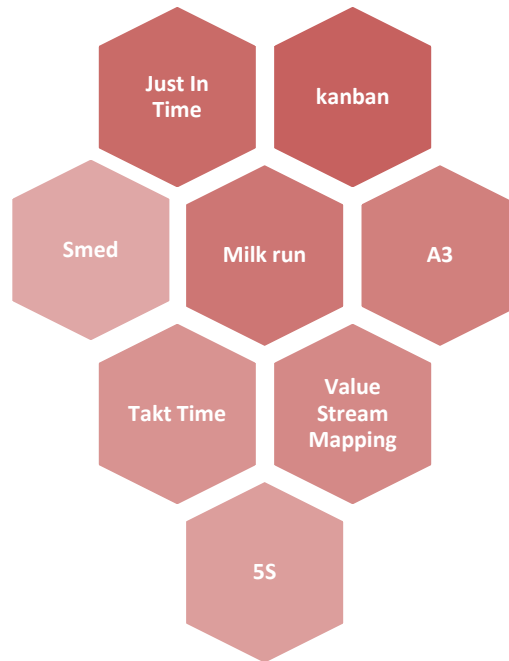 Just In
Time
kanban
Smed
Milk run
A3
Takt Time
Value
Stream
Mapping
5S